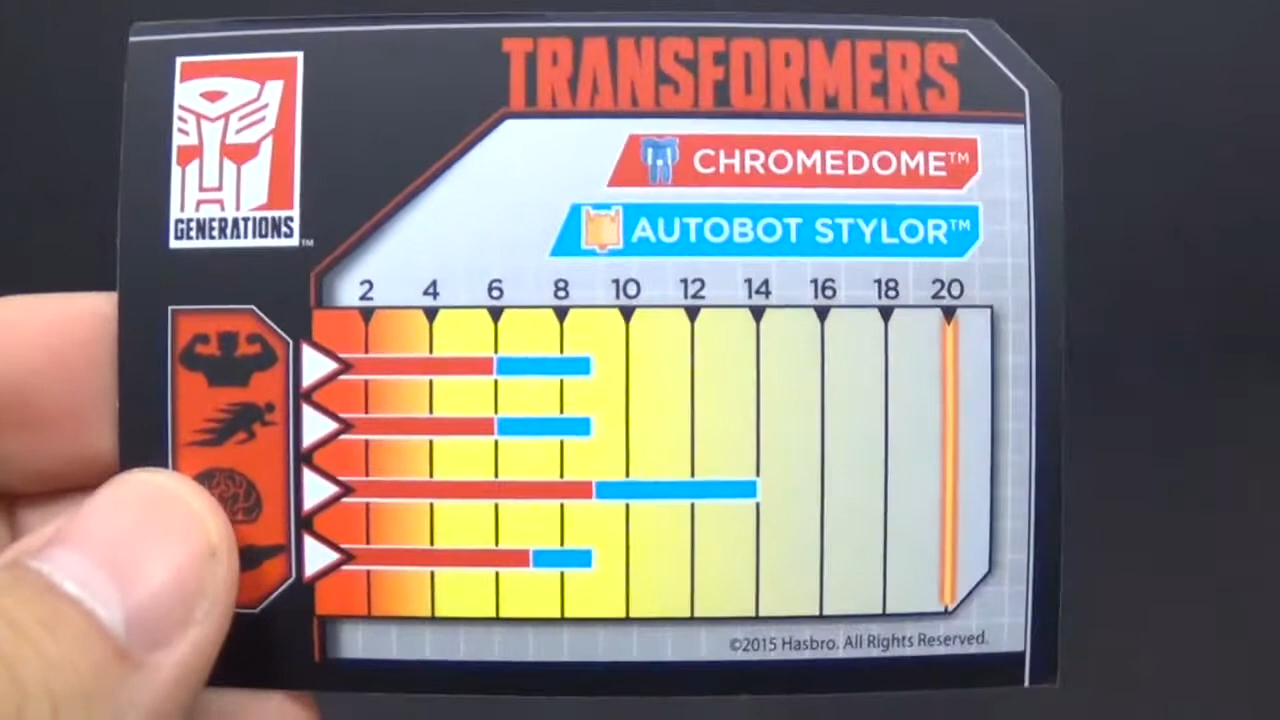 TRANSFORMERS
GENERATIONS™
CHROMEDOME™
AUTOBOT STYLOR™
2 4 6 8 10 12 14 16 18 20
©2015 Hasbro. All Rights Reserved.